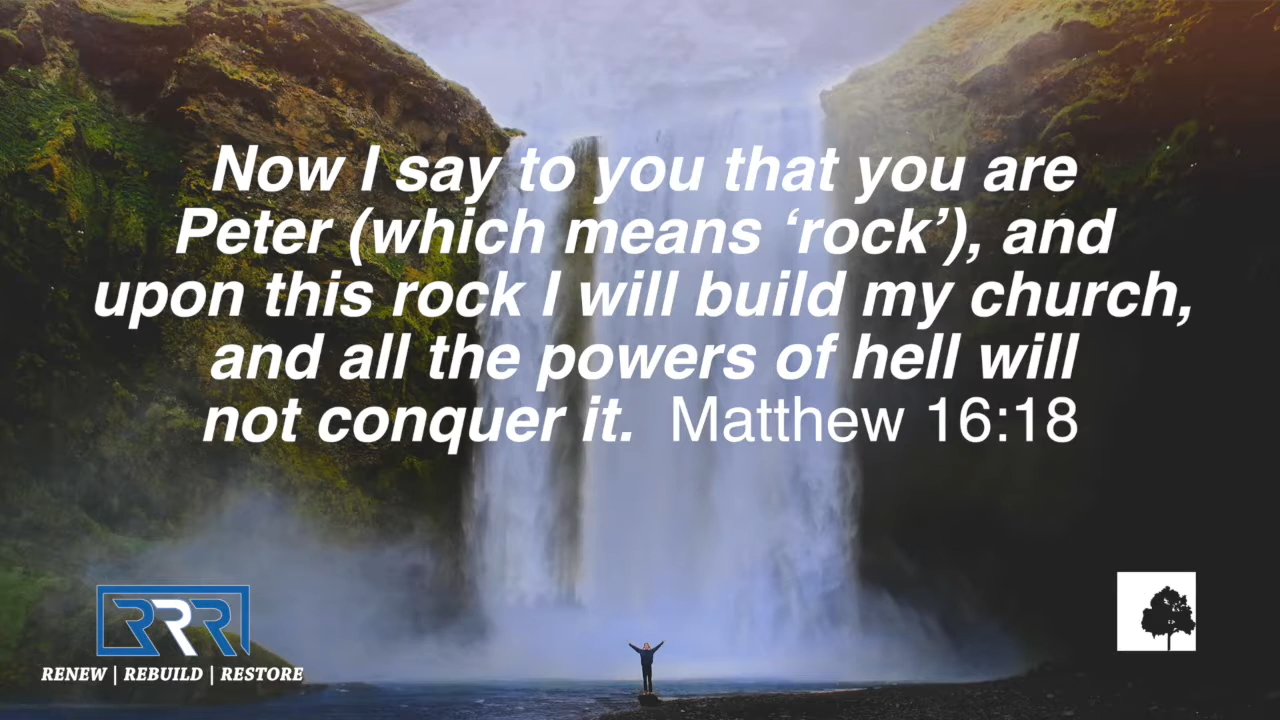 Now I say to you that you are
Peter (which means ‘rock’), and
upon this rock I will build my church,
and all the powers of hell will
not conquer it. Matthew 16:18
RRR
RENEW | REBUILD | RESTORE